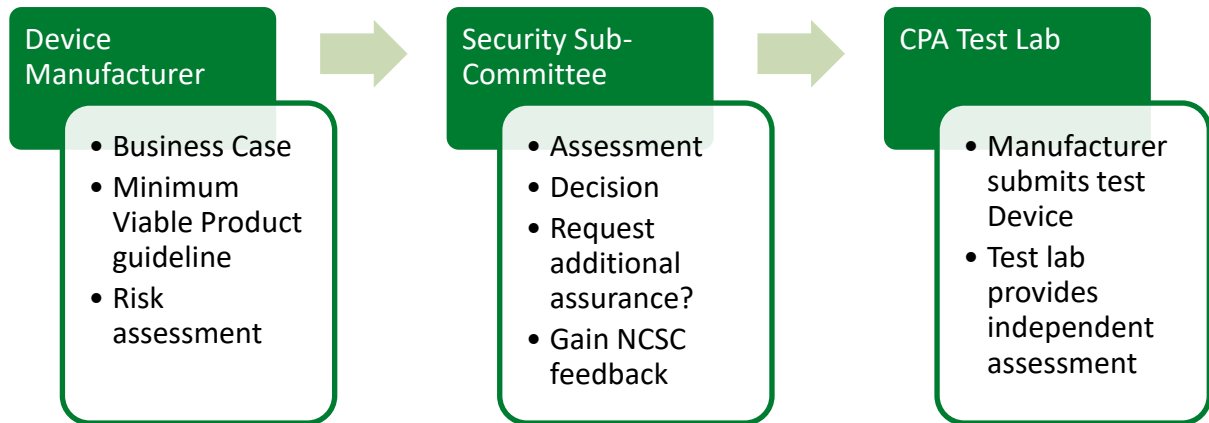 Device
Manufacturer
• Business Case
• Minimum
Viable Product
guideline
• Risk
assessment
Security Sub-
Committee
• Assessment
• Decision
• Request
additional
assurance?
• Gain NCSC
feedback
CPA Test Lab
• Manufacturer
submits test
Device
• Test lab
provides
independent
assessment